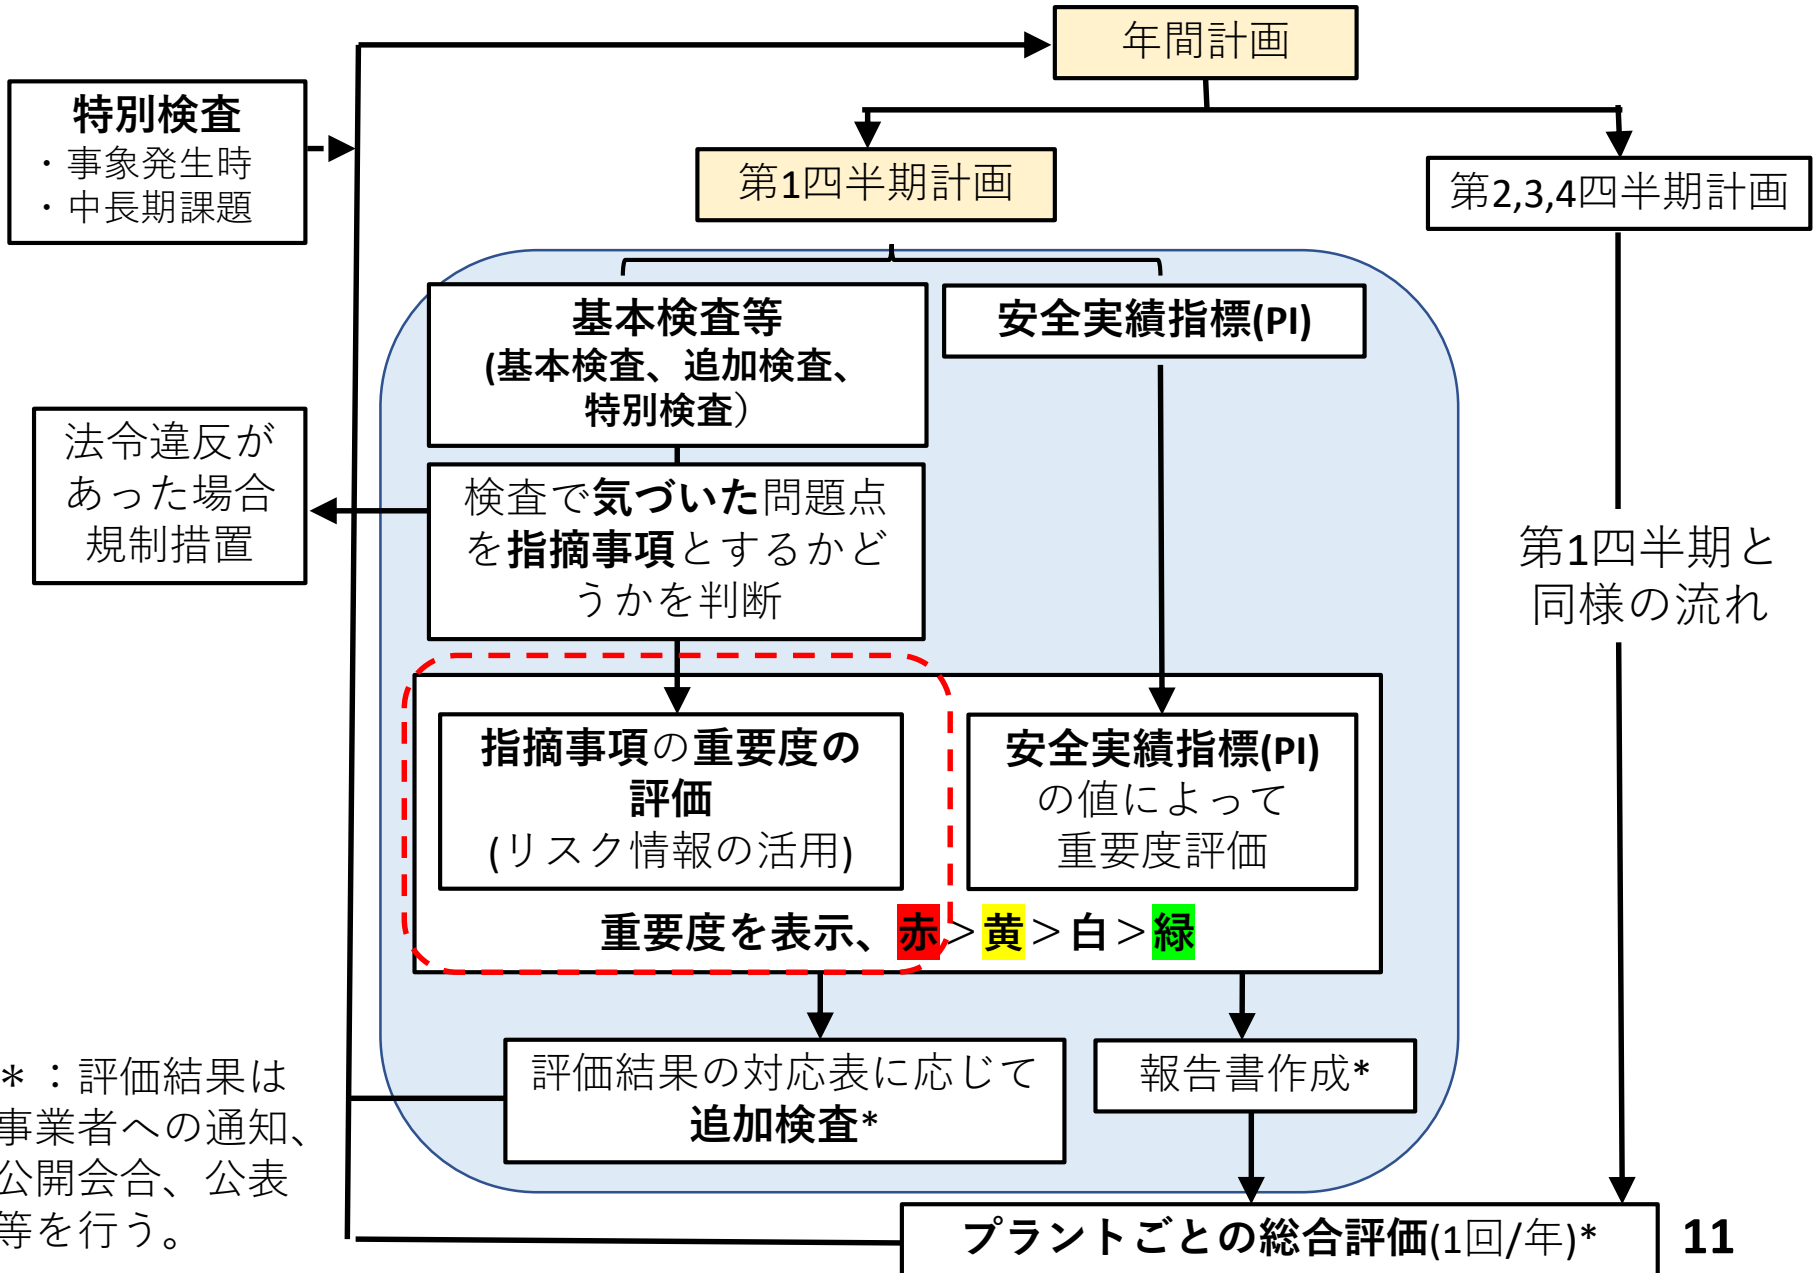 年間計画
特別検査
・事象発生時
・中長期課題
第1四半期計画
第2,3,4四半期計画
基本検査等
(基本検査、追加検査、
特別検査）
安全実績指標(PI)
法令違反が
あった場合
規制措置
検査で気づいた問題点
を指摘事項とするかど
うかを判断
第1四半期と
同様の流れ
指摘事項の重要度の
評価
(リスク情報の活用)
安全実績指標(PI)
の値によって
重要度評価
重要度を表示、赤＞黄＞白＞緑
評価結果の対応表に応じて
追加検査*
報告書作成*
*：評価結果は
事業者への通知、
公開会合、公表
等を行う。
プラントごとの総合評価(1回/年)*
11